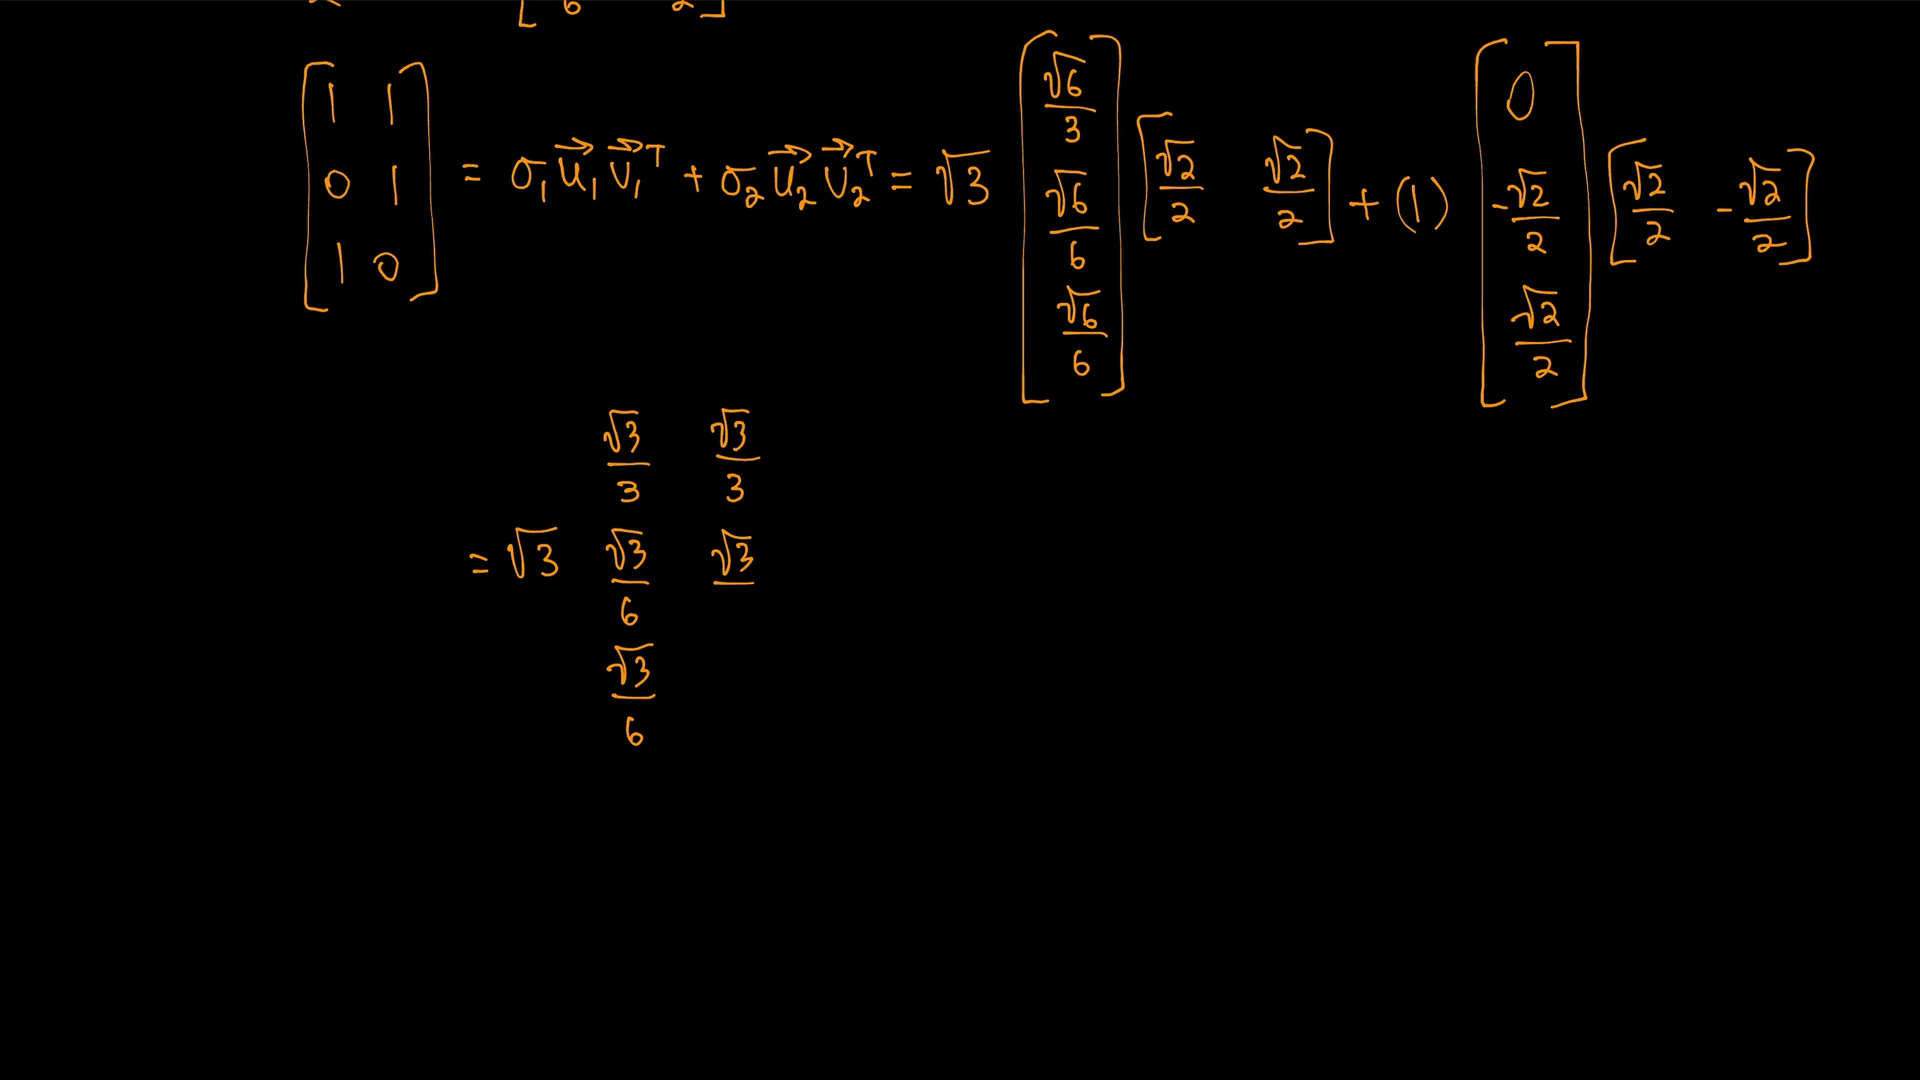 [6 2]
[1 1; 0 1; 1 0] = σ₁u⃗₁v⃗₁ᵀ + σ₂u⃗₂v⃗₂ᵀ = √3 [√6/3; √6/6; √6/6] [√2/2 √2/2] + (1) [0; -√2/2; √2/2] [√2/2 -√2/2]
√3/3 √3/3
= √3 √3/6 √3
√3/6